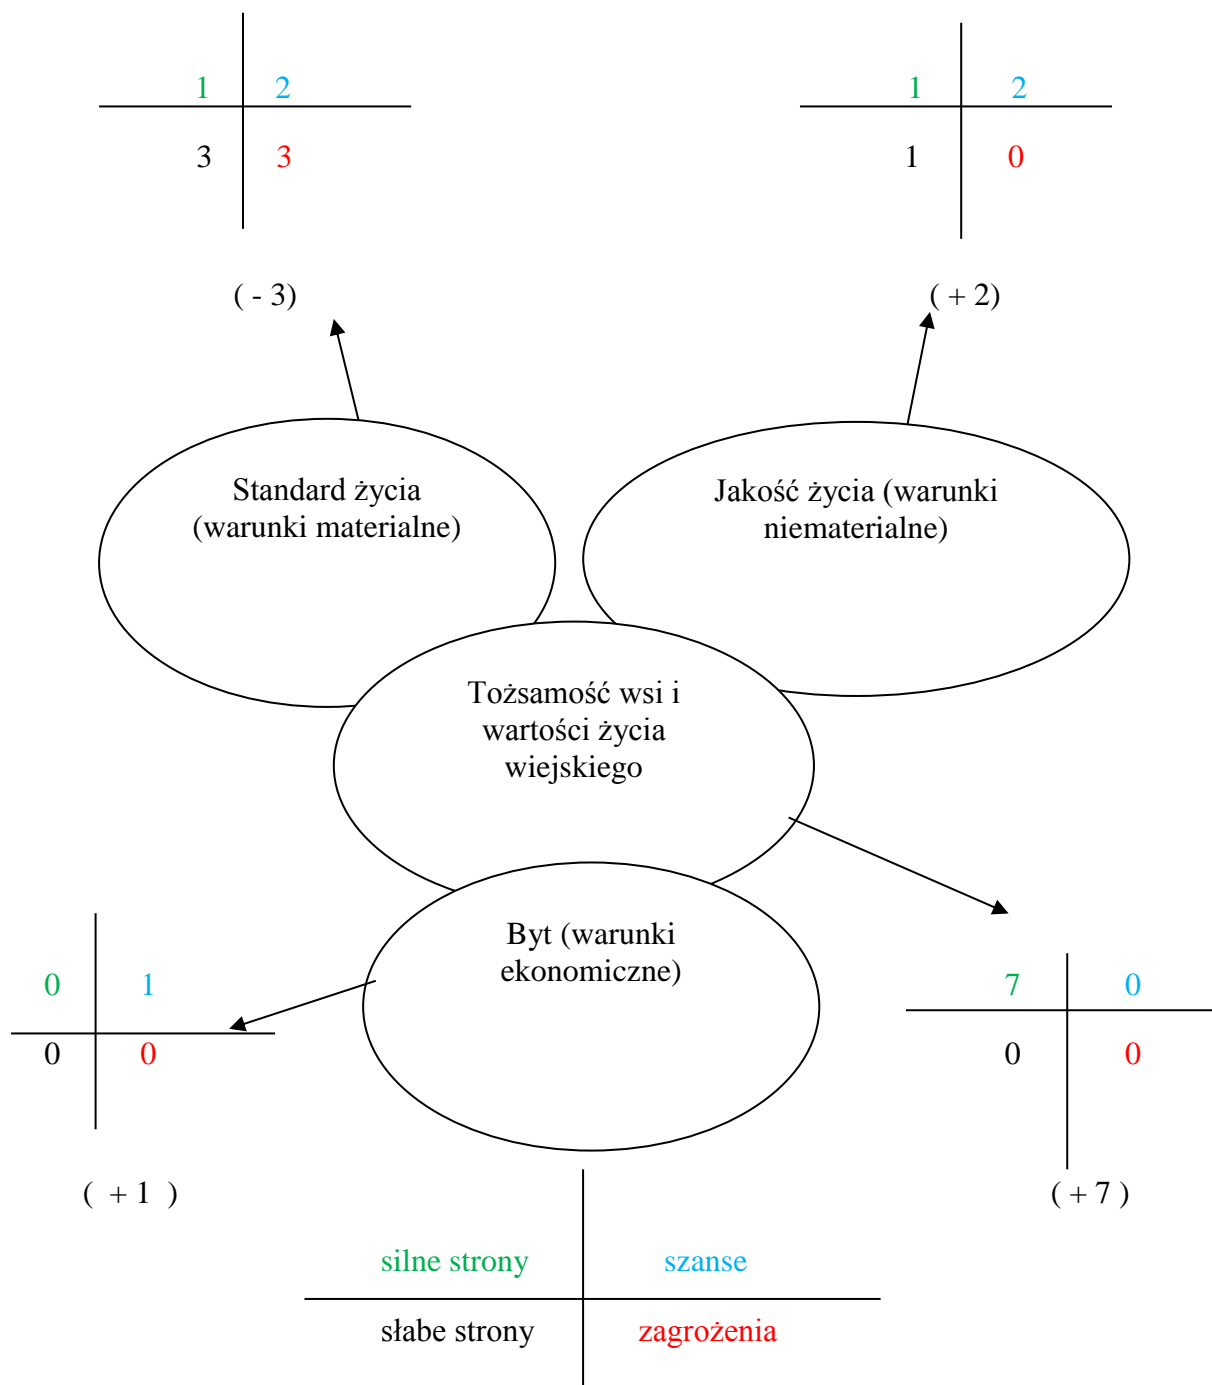 1 2
3 3
( - 3)
1 2
1 0
( + 2)
Standard życia
(warunki materialne)
Jakość życia (warunki
niematerialne)
Tożsamość wsi i
wartości życia
wiejskiego
Byt (warunki
ekonomiczne)
0 1
0 0
( + 1 )
7 0
0 0
( + 7 )
silne strony szanse
słabe strony zagrożenia